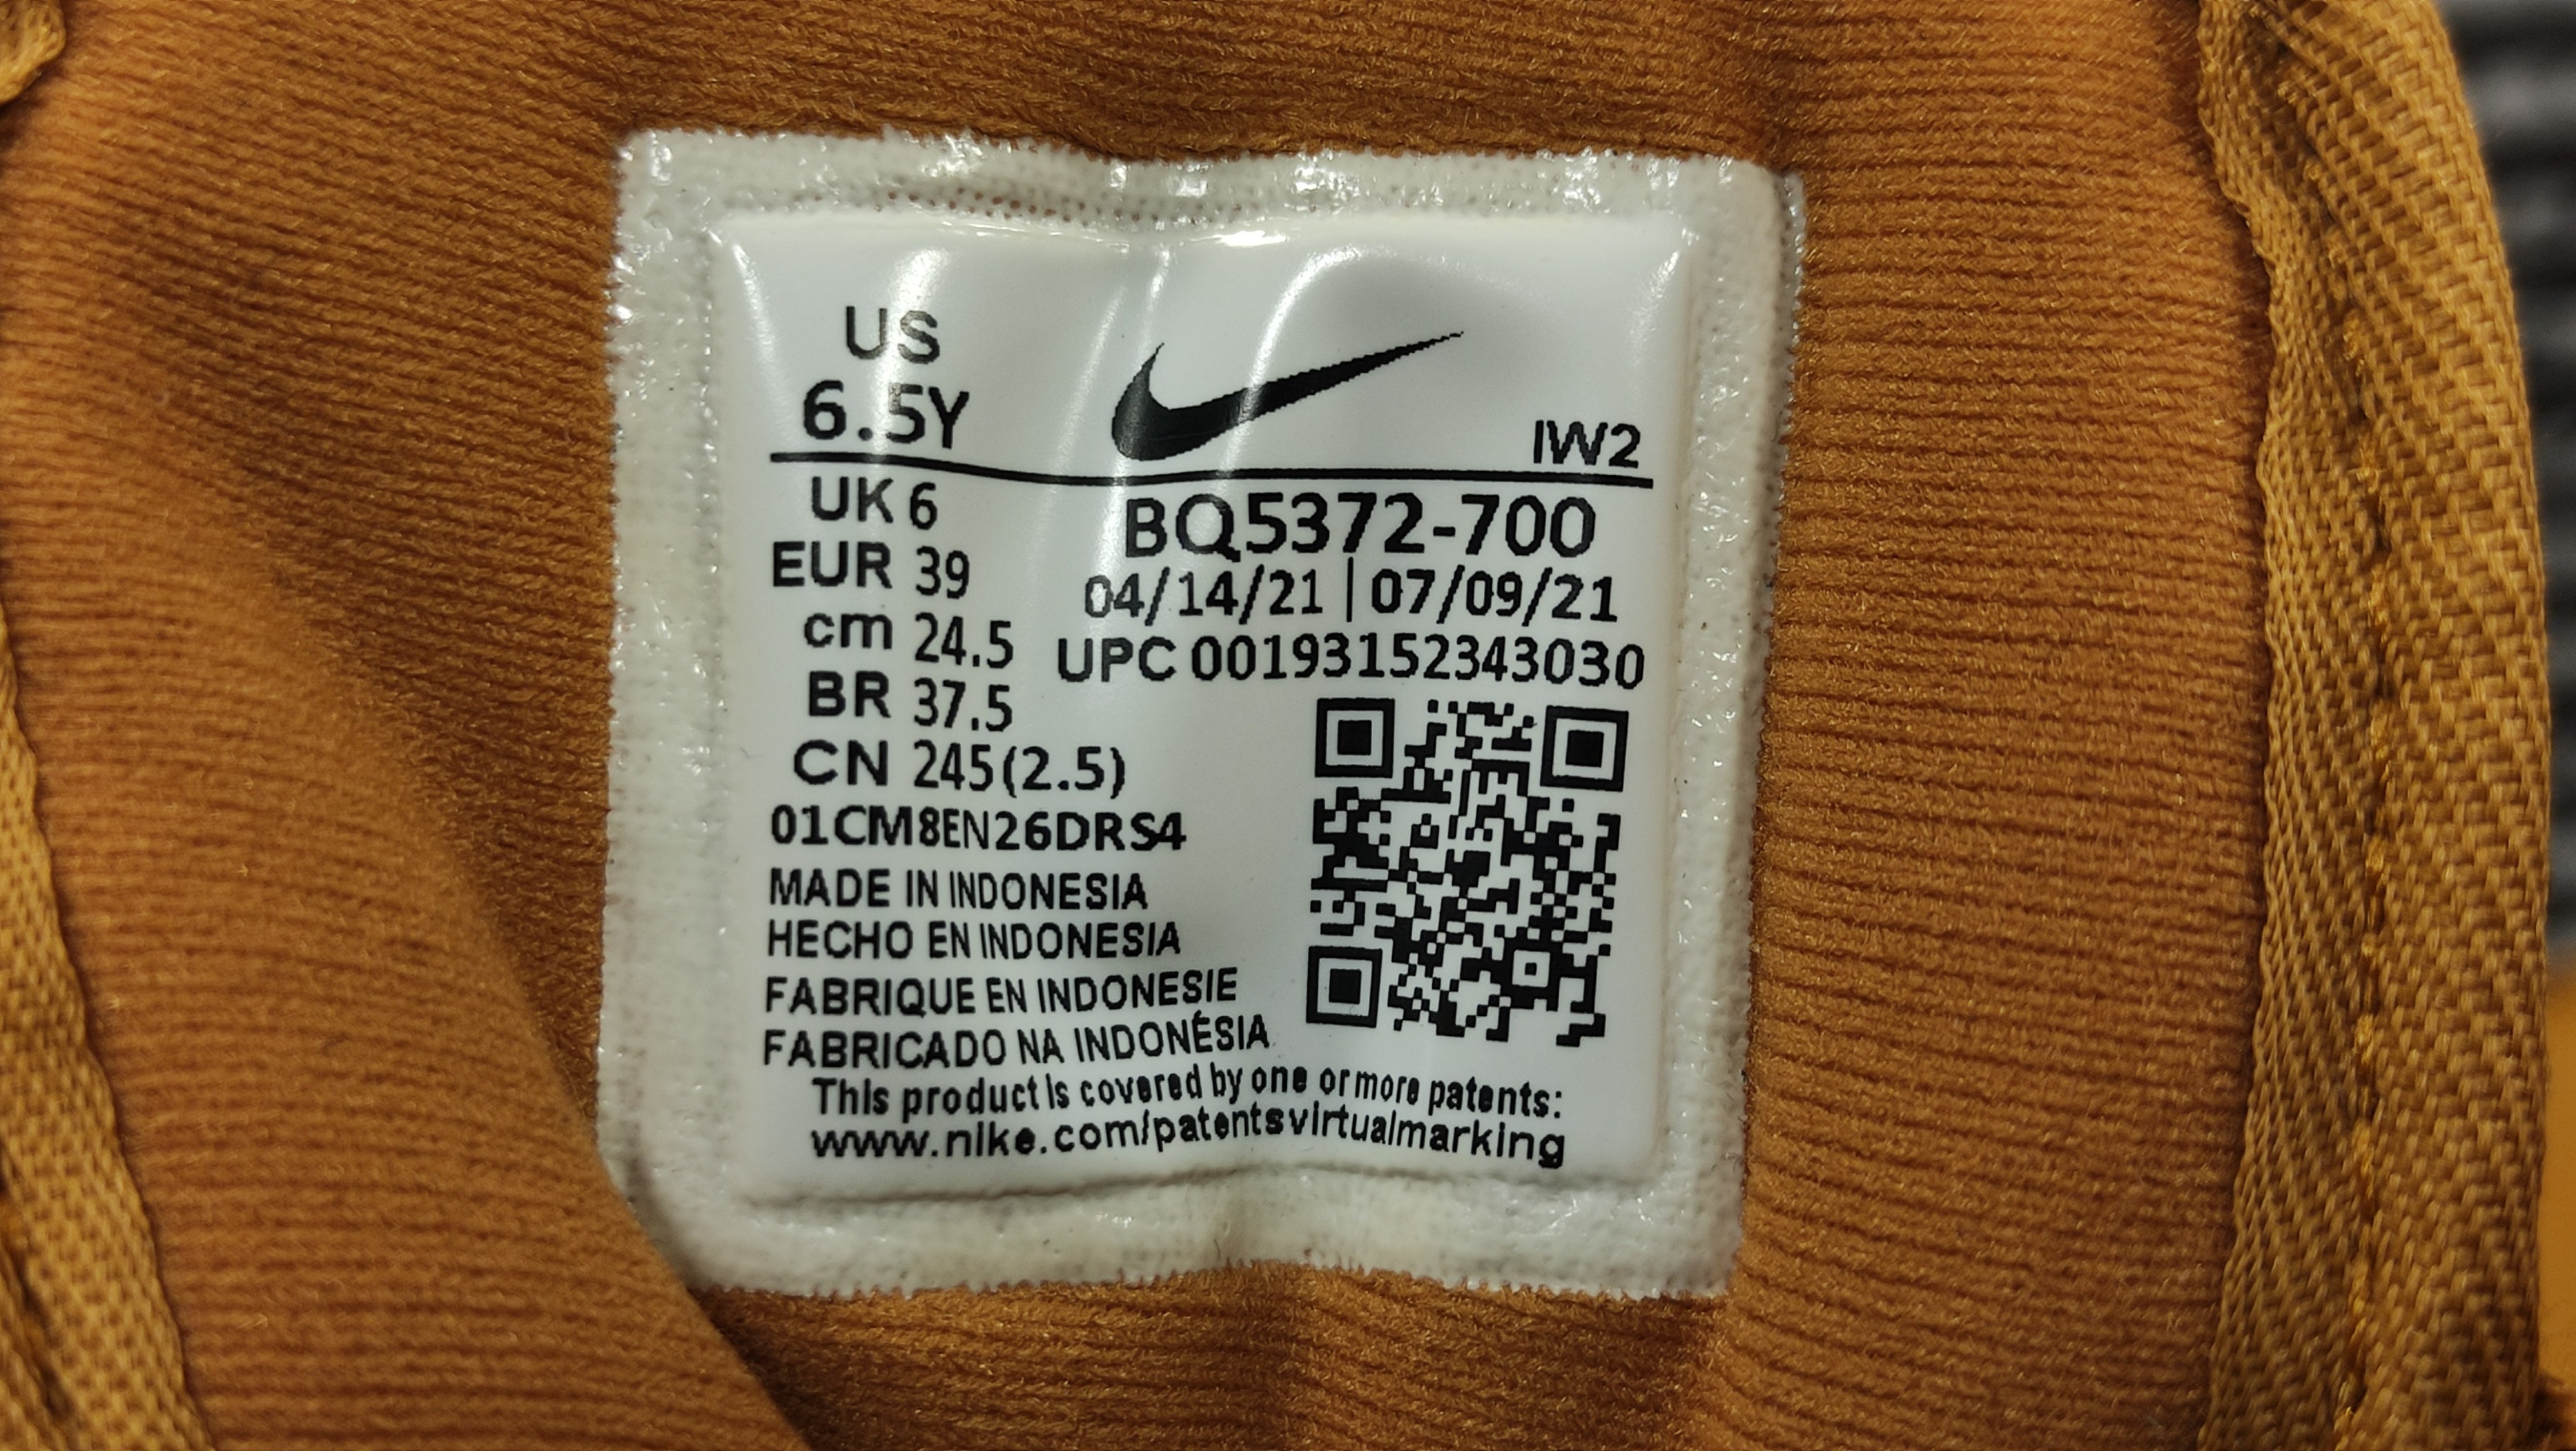 US
6.5Y
IW2
UK 6
BQ5372-700
EUR 39
04/14/21 | 07/09/21
cm 24.5
UPC 00193152343030
BR 37.5
CN 245(2.5)
01CM8EN26DRS4
MADE IN INDONESIA
HECHO EN INDONESIA
FABRIQUE EN INDONESIE
FABRICADO NA INDONÉSIA
This product is covered by one or more patents:
www.nike.com/patentsvirtualmarking